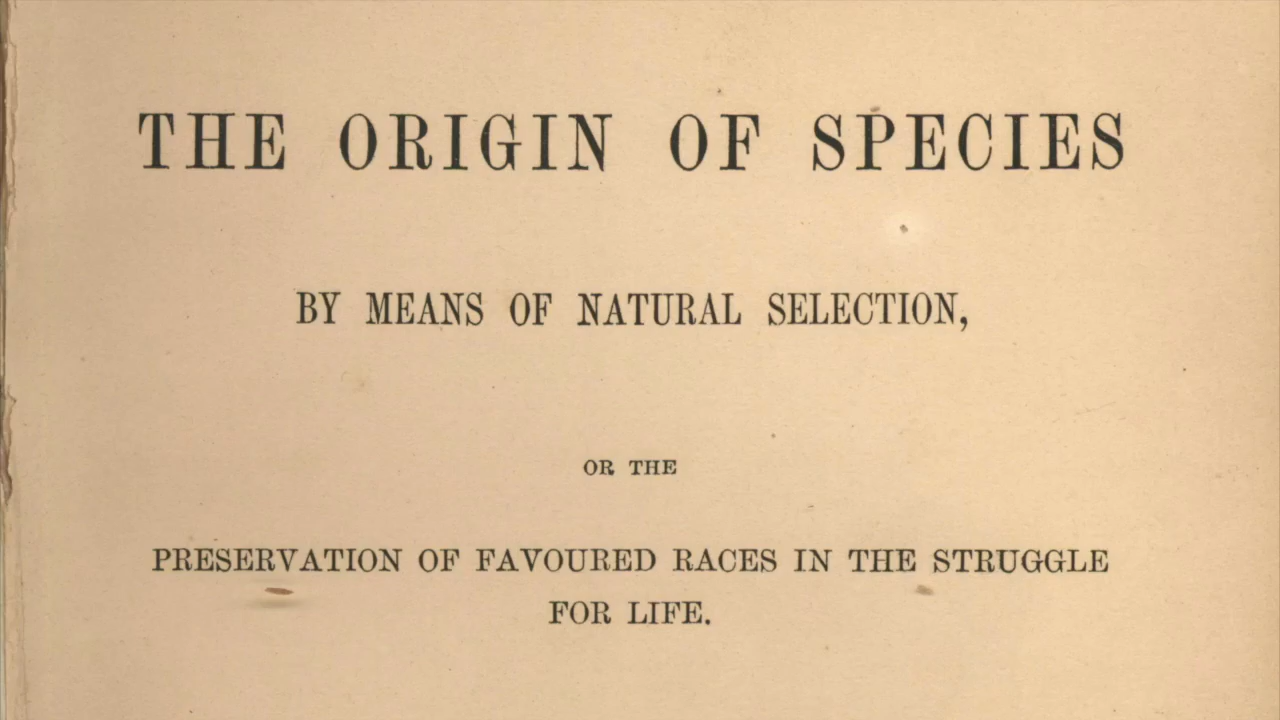 THE ORIGIN OF SPECIES
BY MEANS OF NATURAL SELECTION,
OR THE
PRESERVATION OF FAVOURED RACES IN THE STRUGGLE
FOR LIFE.